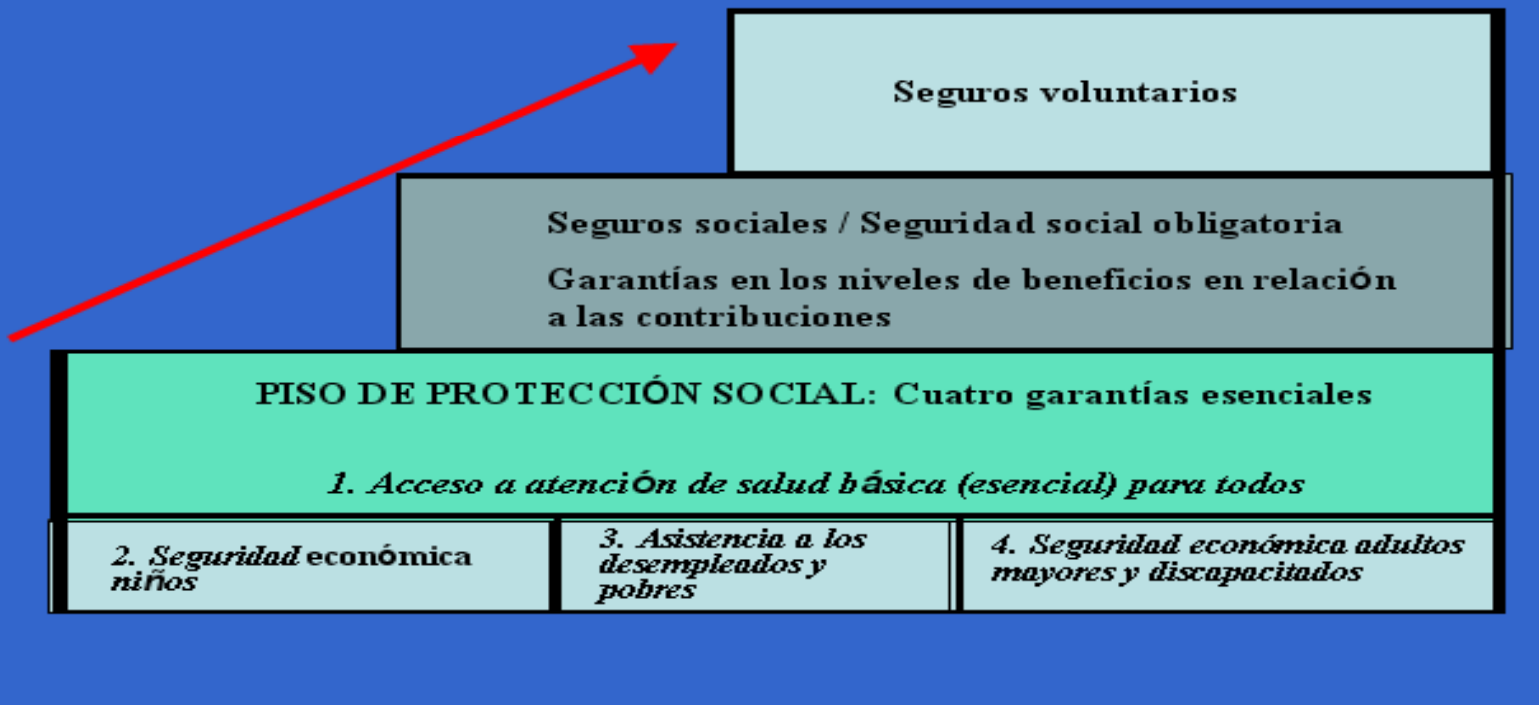 Seguros voluntarios
Seguros sociales / Seguridad social obligatoria
Garantías en los niveles de beneficios en relación
a las contribuciones
PISO DE PROTECCIÓN SOCIAL: Cuatro garantías esenciales
1. Acceso a atención de salud básica (esencial) para todos
2. Seguridad económica
niños
3. Asistencia a los
desempleados y
pobres
4. Seguridad económica adultos
mayores y discapacitados